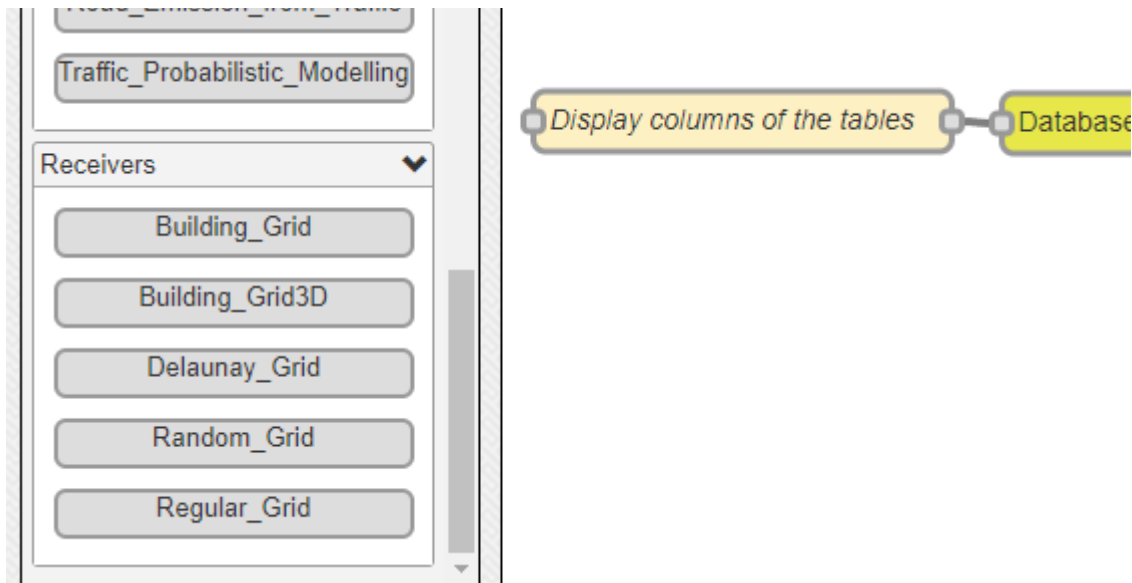 Traffic_Probabilistic_Modelling
Receivers
Building_Grid
Building_Grid3D
Delaunay_Grid
Random_Grid
Regular_Grid
Display columns of the tables
Database